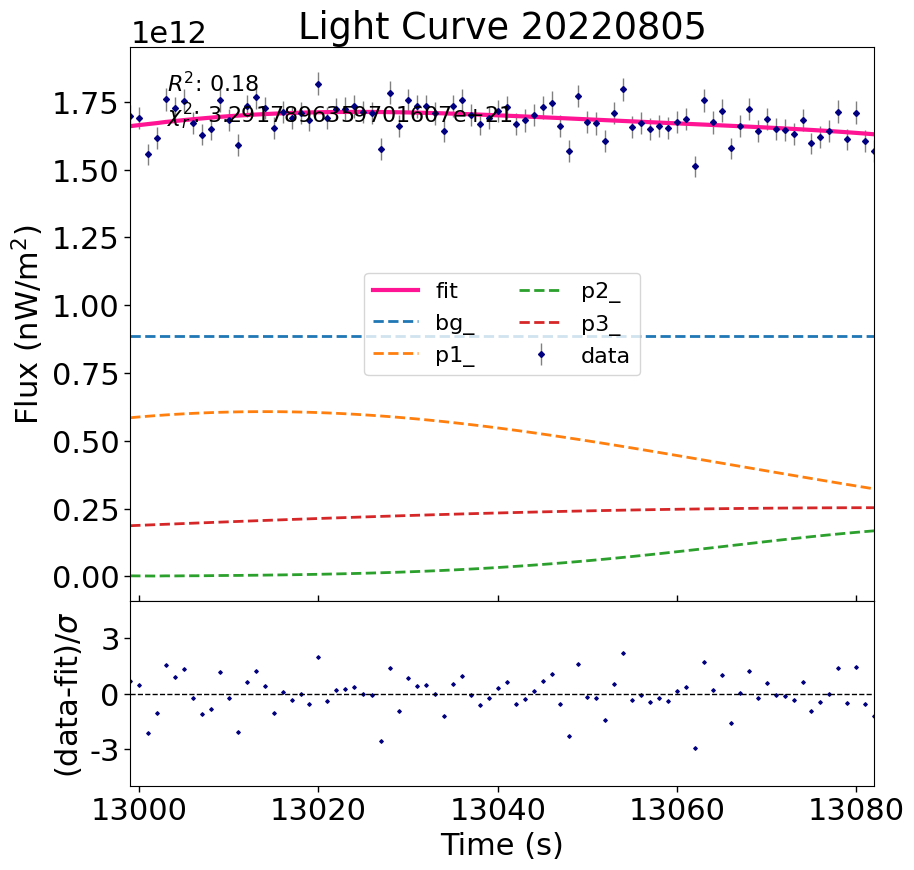 Light Curve 20220805
1e12
R²: 0.18
1.75
1.50
1.25
1.00
0.75
0.50
0.25
0.00
Flux (nW/m²)
fit
bg_
p1_
p2_
p3_
data
3
0
-3
(data-fit)/σ
13000 13020 13040 13060 13080
Time (s)